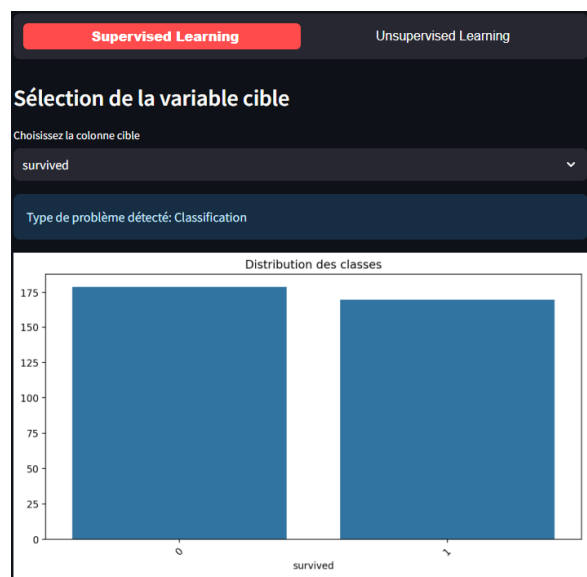 Supervised Learning
Unsupervised Learning
Sélection de la variable cible
Choisissez la colonne cible
survived
Type de problème détecté: Classification
Distribution des classes
175
150
125
100
75
50
25
0
0
1
survived